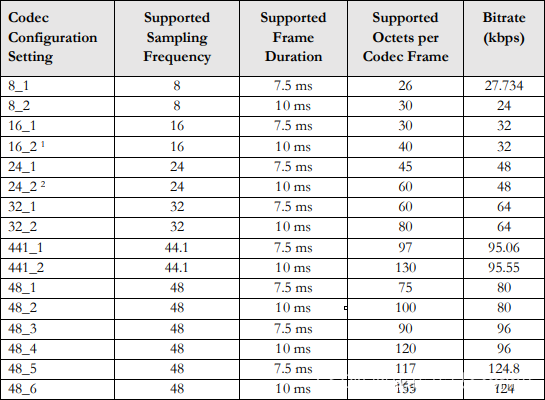 Codec Configuration Setting Supported Sampling Frequency Supported Frame Duration Supported Octets per Codec Frame Bitrate (kbps)
8_1 8 7.5 ms 26 27.734
8_2 8 10 ms 30 24
16_1 16 7.5 ms 30 32
16_2 ¹ 16 10 ms 40 32
24_1 24 7.5 ms 45 48
24_2 ² 24 10 ms 60 48
32_1 32 7.5 ms 60 64
32_2 32 10 ms 80 64
441_1 44.1 7.5 ms 97 95.06
441_2 44.1 10 ms 130 95.55
48_1 48 7.5 ms 75 80
48_2 48 10 ms 100 80
48_3 48 7.5 ms 90 96
48_4 48 10 ms 120 96
48_5 48 7.5 ms 117 124.8
48_6 48 10 ms 155 124